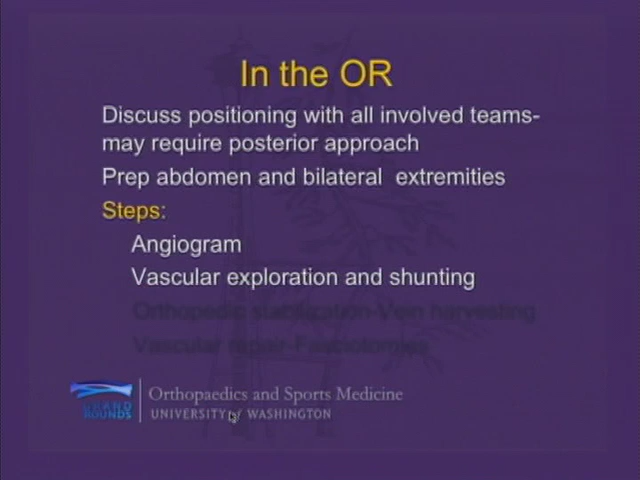 In the OR
Discuss positioning with all involved teams-
may require posterior approach
Prep abdomen and bilateral extremities
Steps:
Angiogram
Vascular exploration and shunting
Orthopedic stabilization-Vein harvesting
Vascular repair-Fasciotomies
GRAND
ROUNDS
Orthopaedics and Sports Medicine
UNIVERSITY of WASHINGTON